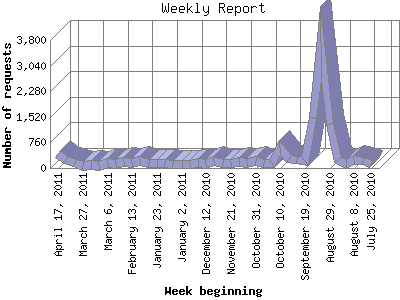 Weekly Report
Number of requests
3,800
3,040
2,280
1,520
760
0
April 17, 2011
March 27, 2011
March 6, 2011
February 13, 2011
January 23, 2011
January 2, 2011
December 12, 2010
November 21, 2010
October 31, 2010
October 10, 2010
September 19, 2010
August 29, 2010
August 8, 2010
July 25, 2010
Week beginning